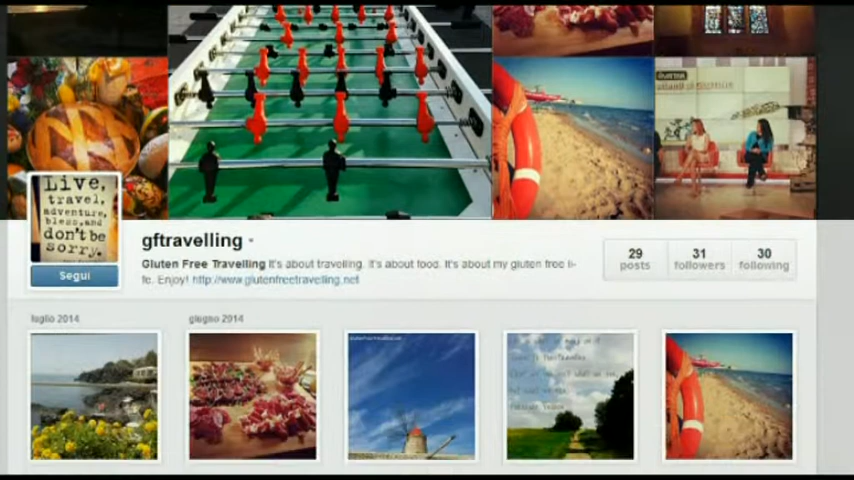 Live,
travel,
adventure,
bless, and
don't be
sorry.
Segui
gftravelling
Gluten Free Travelling It's about travelling. It's about food. It's about my gluten free li-
fe. Enjoy! http://www.glutenfreetravelling.net
29 posts
31 followers
30 following
luglio 2014
giugno 2014